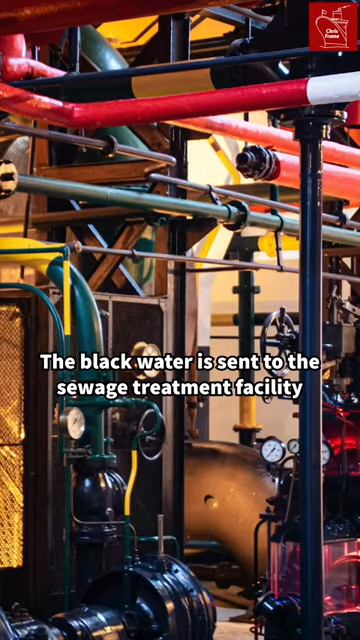 Chris
Frame
The black water is sent to the
sewage treatment facility